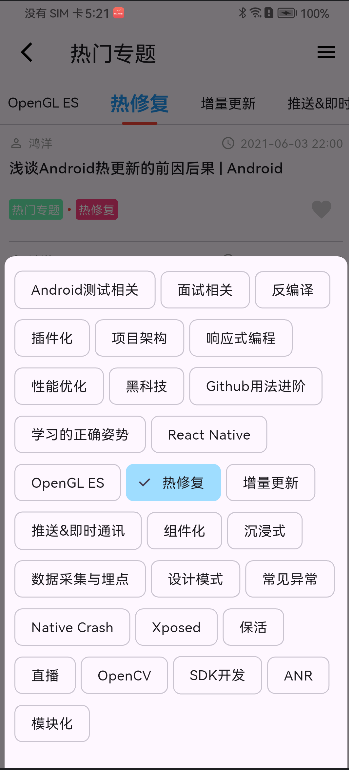 没有 SIM 卡 5:21 100%
热门专题
OpenGL ES 热修复 增量更新 推送&即时
鸿洋 2021-06-03 22:00
浅谈Android热更新的前因后果 | Android
热门专题 • 热修复
Android测试相关 面试相关 反编译
插件化 项目架构 响应式编程
性能优化 黑科技 Github用法进阶
学习的正确姿势 React Native
OpenGL ES 热修复 增量更新
推送&即时通讯 组件化 沉浸式
数据采集与埋点 设计模式 常见异常
Native Crash Xposed 保活
直播 OpenCV SDK开发 ANR
模块化